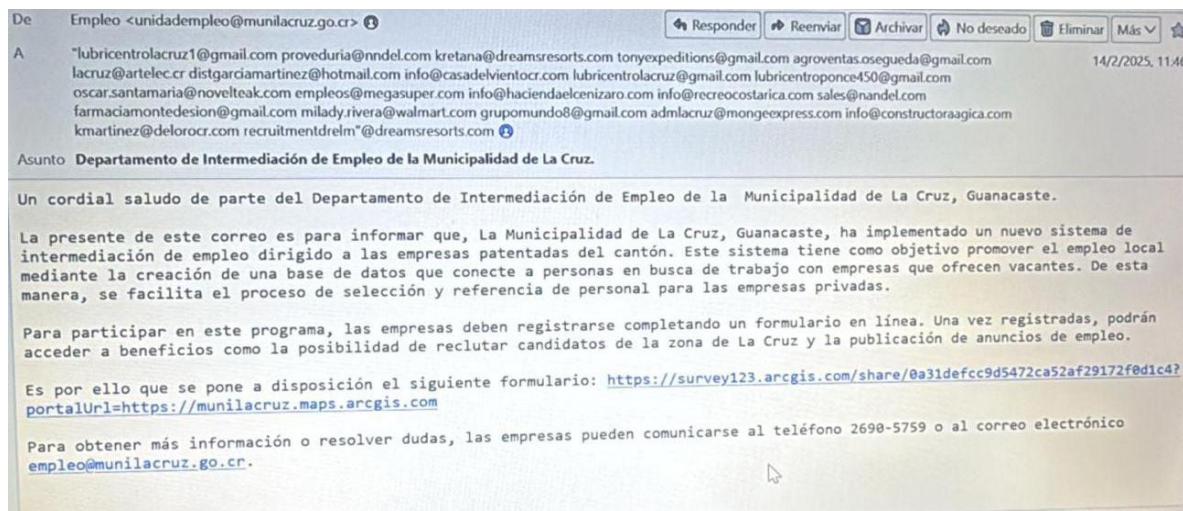 De Empleo <unidadempleo@munilacruz.go.cr>
Responder Reenviar Archivar No deseado Eliminar Más
A "lubricentrolacruz1@gmail.com proveduria@nndel.com kretana@dreamsresorts.com tonyexpeditions@gmail.com agroventas.osegueda@gmail.com 14/2/2025, 11:46
lacruz@artelec.cr distgarciamartinez@hotmail.com info@casadelvientocr.com lubricentrolacruz@gmail.com lubricentroponce450@gmail.com
oscar.santamaria@novelteak.com empleos@megasuper.com info@haciendaelcenizaro.com info@recreocostarica.com sales@nandel.com
farmaciamontedesion@gmail.com milady.rivera@walmart.com grupomundo8@gmail.com admlacruz@mongeexpress.com info@constructoraagica.com
kmartinez@delorocr.com recruitmentdrelm"@dreamsresorts.com
Asunto Departamento de Intermediación de Empleo de la Municipalidad de La Cruz.
Un cordial saludo de parte del Departamento de Intermediación de Empleo de la Municipalidad de La Cruz, Guanacaste.
La presente de este correo es para informar que, La Municipalidad de La Cruz, Guanacaste, ha implementado un nuevo sistema de
intermediación de empleo dirigido a las empresas patentadas del cantón. Este sistema tiene como objetivo promover el empleo local
mediante la creación de una base de datos que conecte a personas en busca de trabajo con empresas que ofrecen vacantes. De esta
manera, se facilita el proceso de selección y referencia de personal para las empresas privadas.
Para participar en este programa, las empresas deben registrarse completando un formulario en línea. Una vez registradas, podrán
acceder a beneficios como la posibilidad de reclutar candidatos de la zona de La Cruz y la publicación de anuncios de empleo.
Es por ello que se pone a disposición el siguiente formulario: https://survey123.arcgis.com/share/0a31defcc9d5472ca52af29172f0d1c4?
portalUrl=https://munilacruz.maps.arcgis.com
Para obtener más información o resolver dudas, las empresas pueden comunicarse al teléfono 2690-5759 o al correo electrónico
empleo@munilacruz.go.cr.